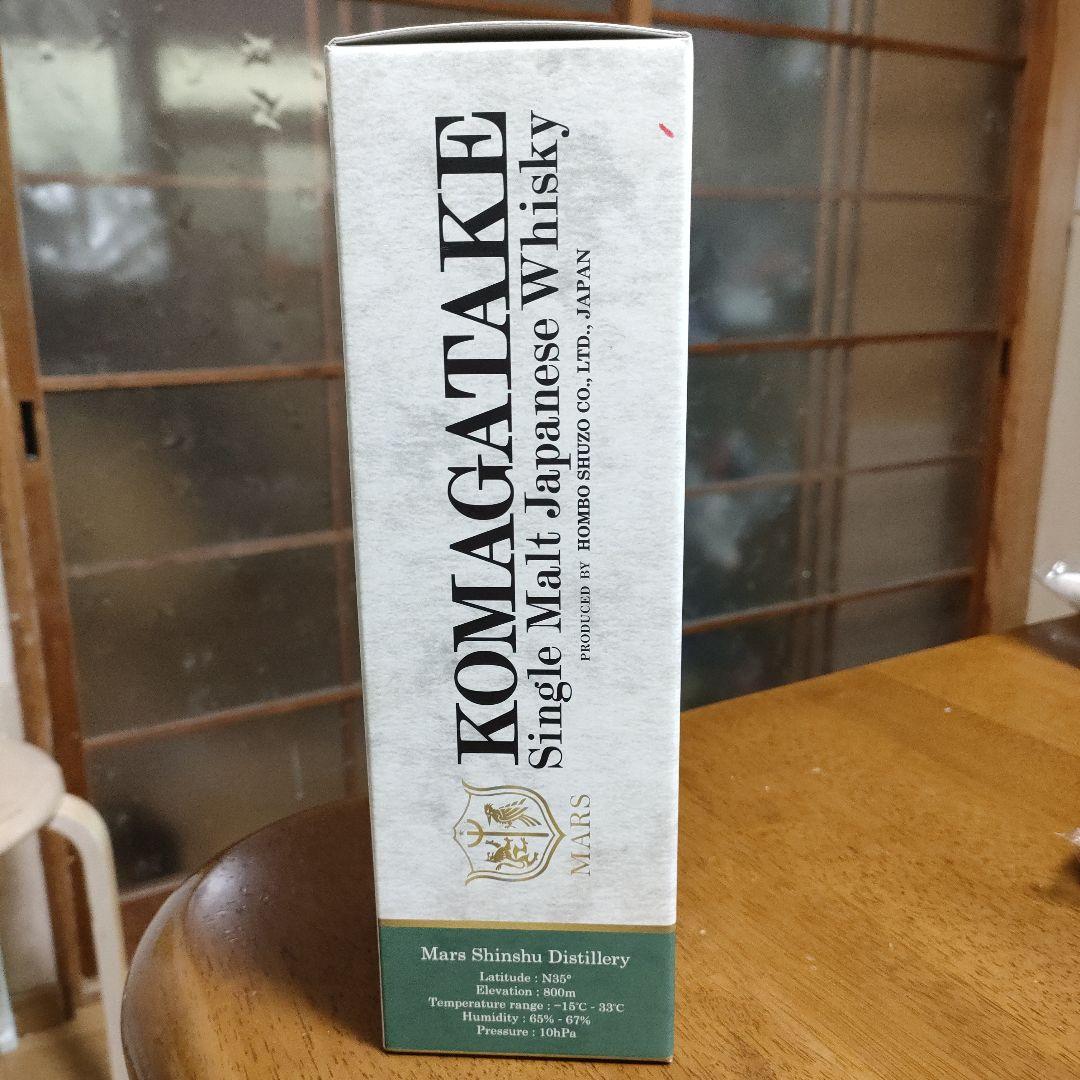 KOMAGATAKE
Single Malt Japanese Whisky
PRODUCED BY HOMBO SHUZO CO., LTD., JAPAN
MARS
Mars Shinshu Distillery
Latitude : N35°
Elevation : 800m
Temperature range : −15℃ - 33℃
Humidity : 65% - 67%
Pressure : 10hPa